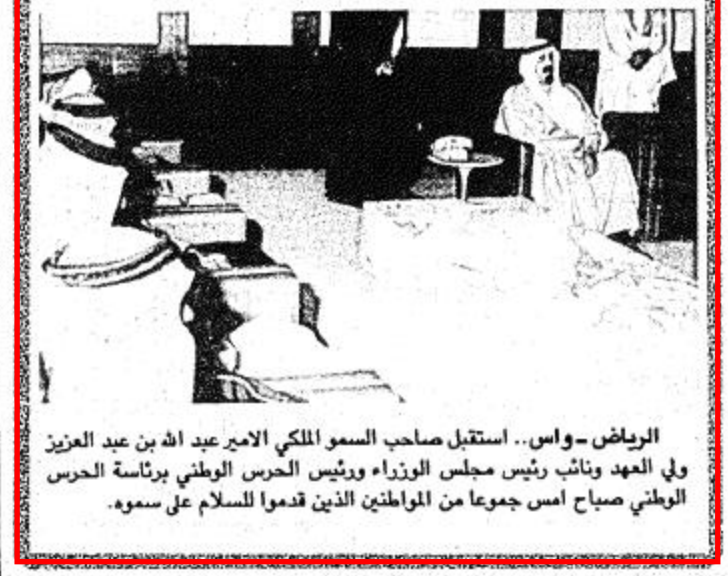 الرياض - واس.. استقبل صاحب السمو الملكي الامير عبد الله بن عبد العزيز
ولي العهد ونائب رئيس مجلس الوزراء ورئيس الحرس الوطني برئاسة الحرس
الوطني صباح امس جموعا من المواطنين الذين قدموا للسلام على سموه.